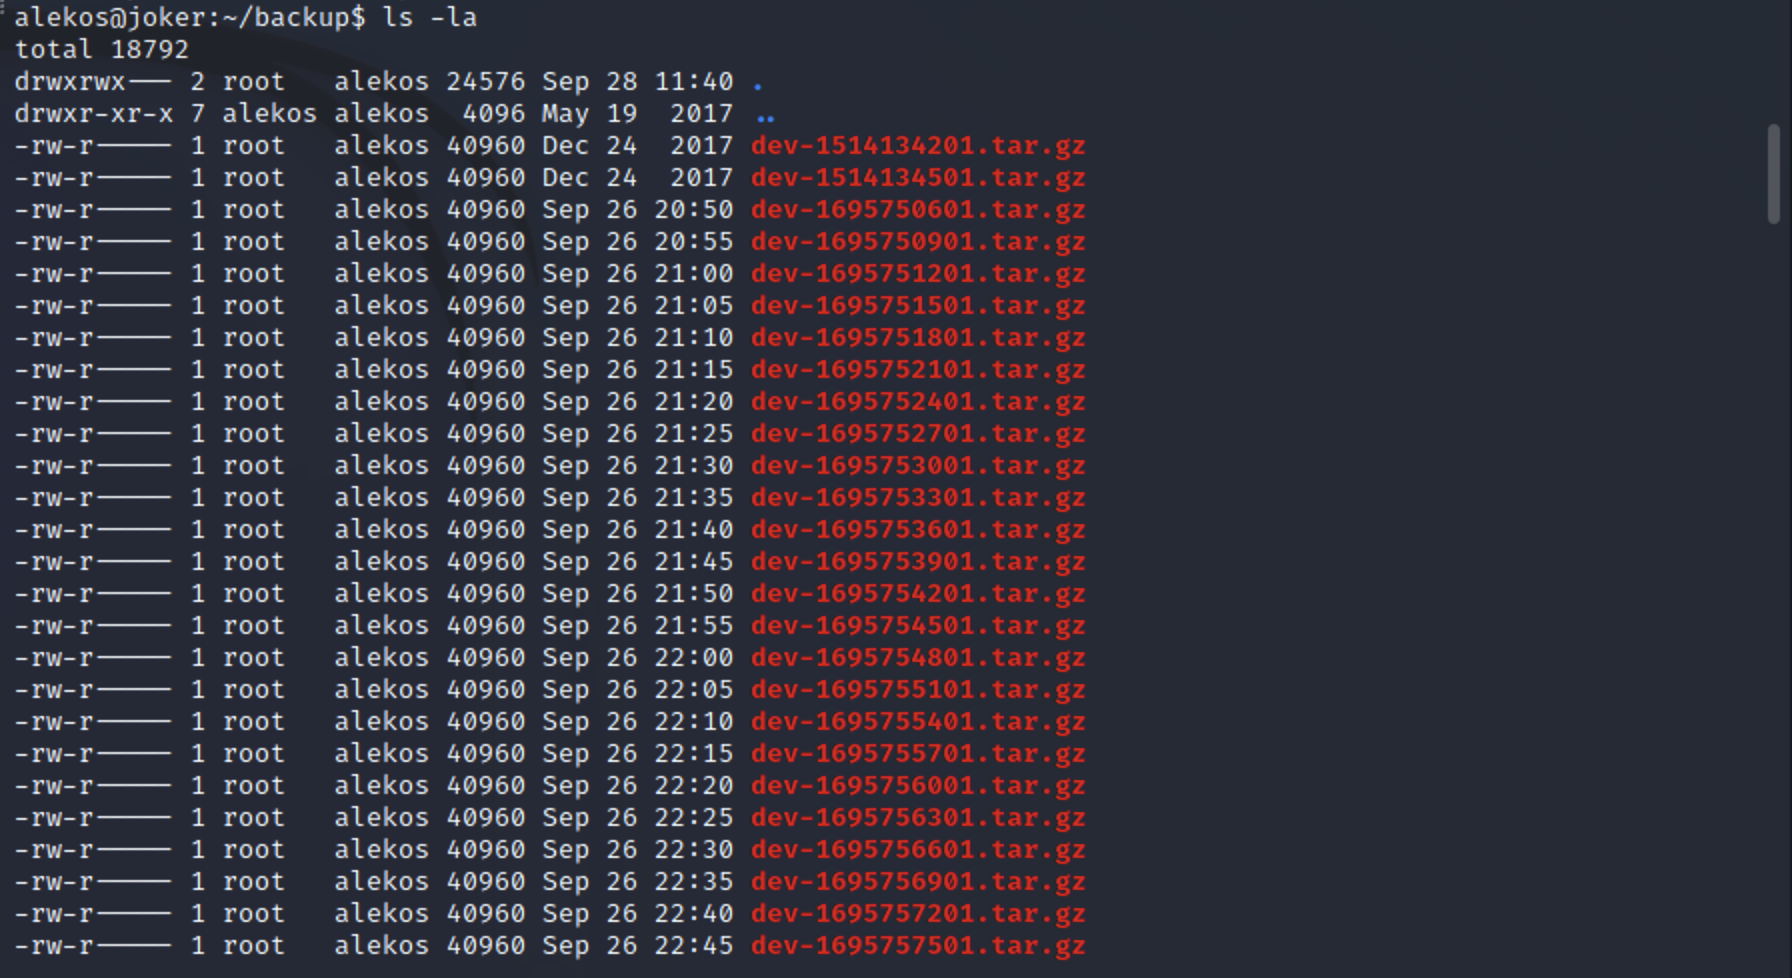 alekos@joker:~/backup$ ls -la
total 18792
drwxrwx--- 2 root   alekos 24576 Sep 28 11:40 .
drwxr-xr-x 7 alekos alekos  4096 May 19  2017 ..
-rw-r----- 1 root   alekos 40960 Dec 24  2017 dev-1514134201.tar.gz
-rw-r----- 1 root   alekos 40960 Dec 24  2017 dev-1514134501.tar.gz
-rw-r----- 1 root   alekos 40960 Sep 26 20:50 dev-1695750601.tar.gz
-rw-r----- 1 root   alekos 40960 Sep 26 20:55 dev-1695750901.tar.gz
-rw-r----- 1 root   alekos 40960 Sep 26 21:00 dev-1695751201.tar.gz
-rw-r----- 1 root   alekos 40960 Sep 26 21:05 dev-1695751501.tar.gz
-rw-r----- 1 root   alekos 40960 Sep 26 21:10 dev-1695751801.tar.gz
-rw-r----- 1 root   alekos 40960 Sep 26 21:15 dev-1695752101.tar.gz
-rw-r----- 1 root   alekos 40960 Sep 26 21:20 dev-1695752401.tar.gz
-rw-r----- 1 root   alekos 40960 Sep 26 21:25 dev-1695752701.tar.gz
-rw-r----- 1 root   alekos 40960 Sep 26 21:30 dev-1695753001.tar.gz
-rw-r----- 1 root   alekos 40960 Sep 26 21:35 dev-1695753301.tar.gz
-rw-r----- 1 root   alekos 40960 Sep 26 21:40 dev-1695753601.tar.gz
-rw-r----- 1 root   alekos 40960 Sep 26 21:45 dev-1695753901.tar.gz
-rw-r----- 1 root   alekos 40960 Sep 26 21:50 dev-1695754201.tar.gz
-rw-r----- 1 root   alekos 40960 Sep 26 21:55 dev-1695754501.tar.gz
-rw-r----- 1 root   alekos 40960 Sep 26 22:00 dev-1695754801.tar.gz
-rw-r----- 1 root   alekos 40960 Sep 26 22:05 dev-1695755101.tar.gz
-rw-r----- 1 root   alekos 40960 Sep 26 22:10 dev-1695755401.tar.gz
-rw-r----- 1 root   alekos 40960 Sep 26 22:15 dev-1695755701.tar.gz
-rw-r----- 1 root   alekos 40960 Sep 26 22:20 dev-1695756001.tar.gz
-rw-r----- 1 root   alekos 40960 Sep 26 22:25 dev-1695756301.tar.gz
-rw-r----- 1 root   alekos 40960 Sep 26 22:30 dev-1695756601.tar.gz
-rw-r----- 1 root   alekos 40960 Sep 26 22:35 dev-1695756901.tar.gz
-rw-r----- 1 root   alekos 40960 Sep 26 22:40 dev-1695757201.tar.gz
-rw-r----- 1 root   alekos 40960 Sep 26 22:45 dev-1695757501.tar.gz